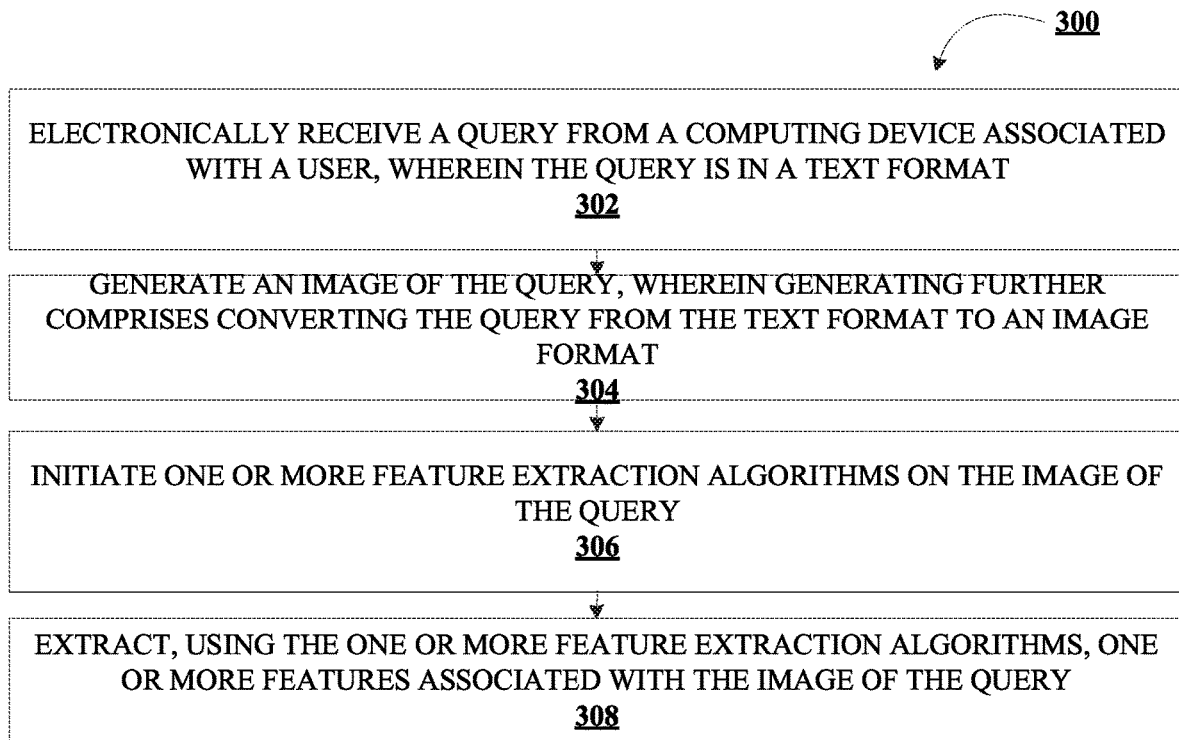 300
ELECTRONICALLY RECEIVE A QUERY FROM A COMPUTING DEVICE ASSOCIATED
WITH A USER, WHEREIN THE QUERY IS IN A TEXT FORMAT
302
GENERATE AN IMAGE OF THE QUERY, WHEREIN GENERATING FURTHER
COMPRISES CONVERTING THE QUERY FROM THE TEXT FORMAT TO AN IMAGE
FORMAT
304
INITIATE ONE OR MORE FEATURE EXTRACTION ALGORITHMS ON THE IMAGE OF
THE QUERY
306
EXTRACT, USING THE ONE OR MORE FEATURE EXTRACTION ALGORITHMS, ONE
OR MORE FEATURES ASSOCIATED WITH THE IMAGE OF THE QUERY
308